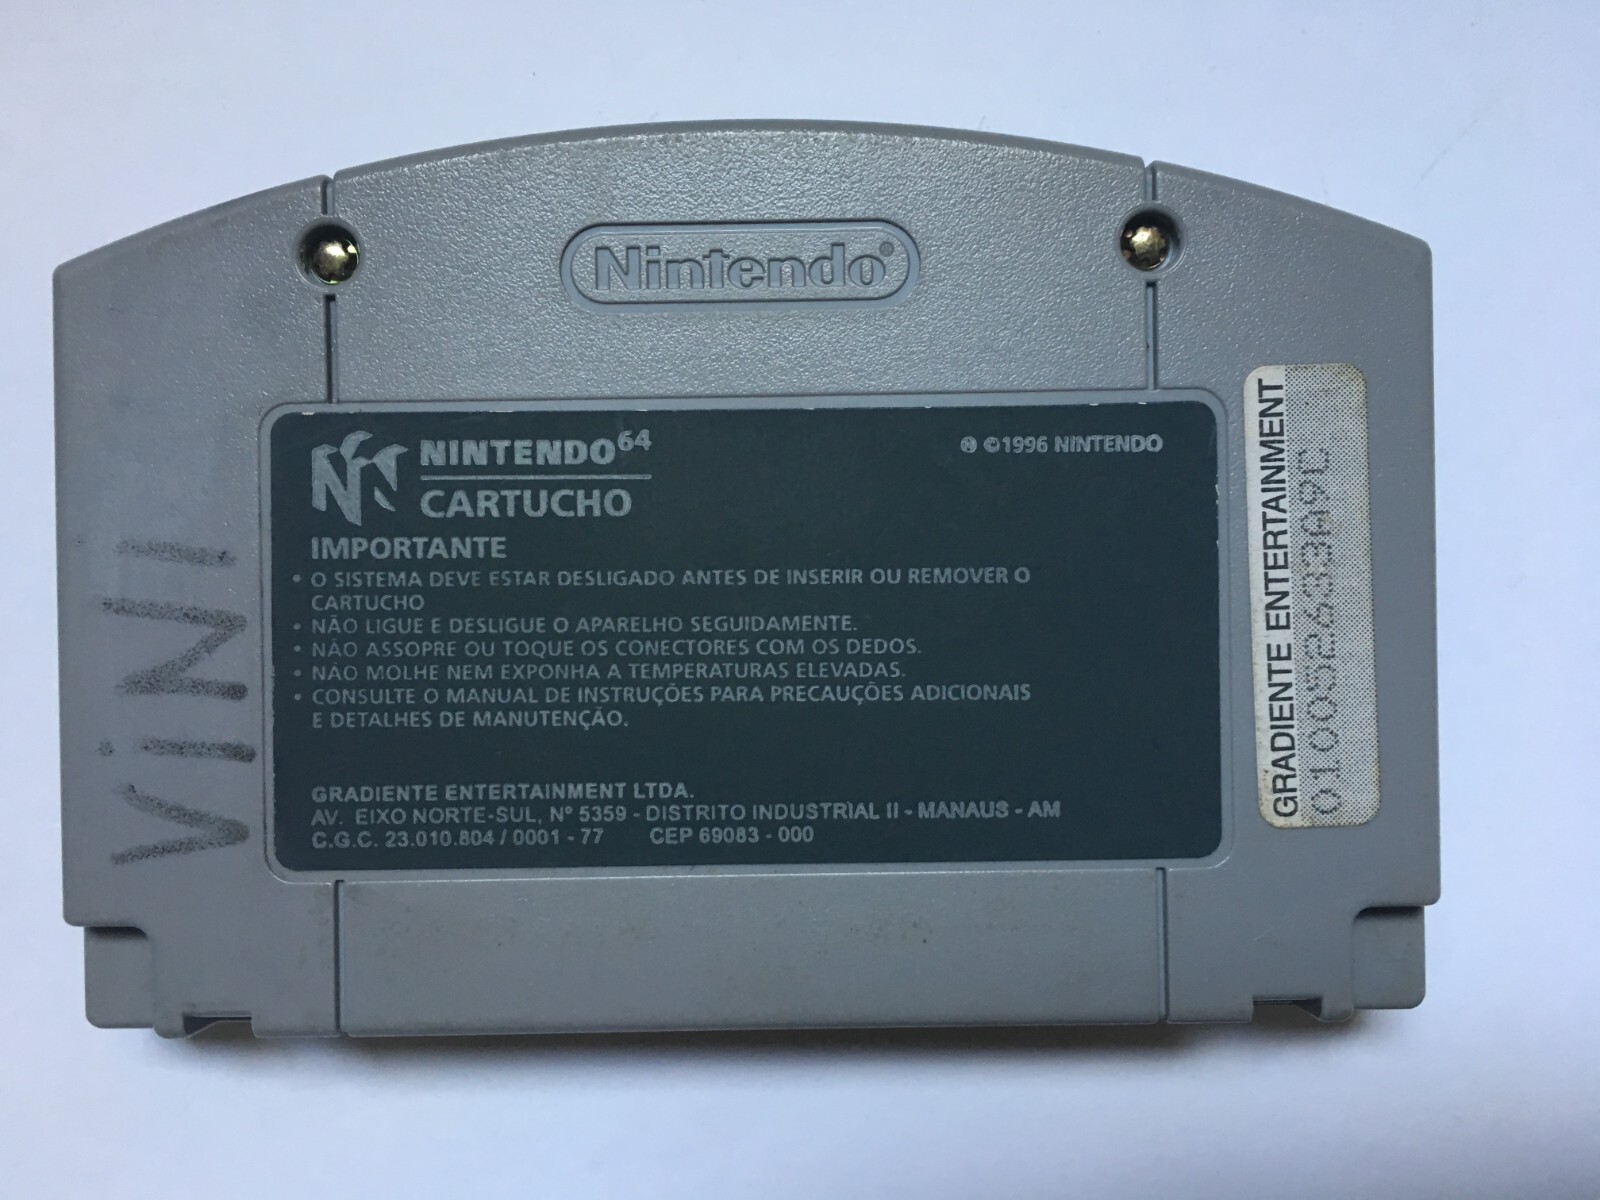 Nintendo®
NINTENDO 64
CARTUCHO
® ©1996 NINTENDO
IMPORTANTE
• O SISTEMA DEVE ESTAR DESLIGADO ANTES DE INSERIR OU REMOVER O
CARTUCHO
• NÃO LIGUE E DESLIGUE O APARELHO SEGUIDAMENTE.
• NÃO ASSOPRE OU TOQUE OS CONECTORES COM OS DEDOS.
• NÃO MOLHE NEM EXPONHA A TEMPERATURAS ELEVADAS.
• CONSULTE O MANUAL DE INSTRUÇÕES PARA PRECAUÇÕES ADICIONAIS
E DETALHES DE MANUTENÇÃO.
GRADIENTE ENTERTAINMENT LTDA.
AV. EIXO NORTE-SUL, Nº 5359 - DISTRITO INDUSTRIAL II - MANAUS - AM
C.G.C. 23.010.804 / 0001 - 77 CEP 69083 - 000
ViNI
GRADIENTE ENTERTAINMENT